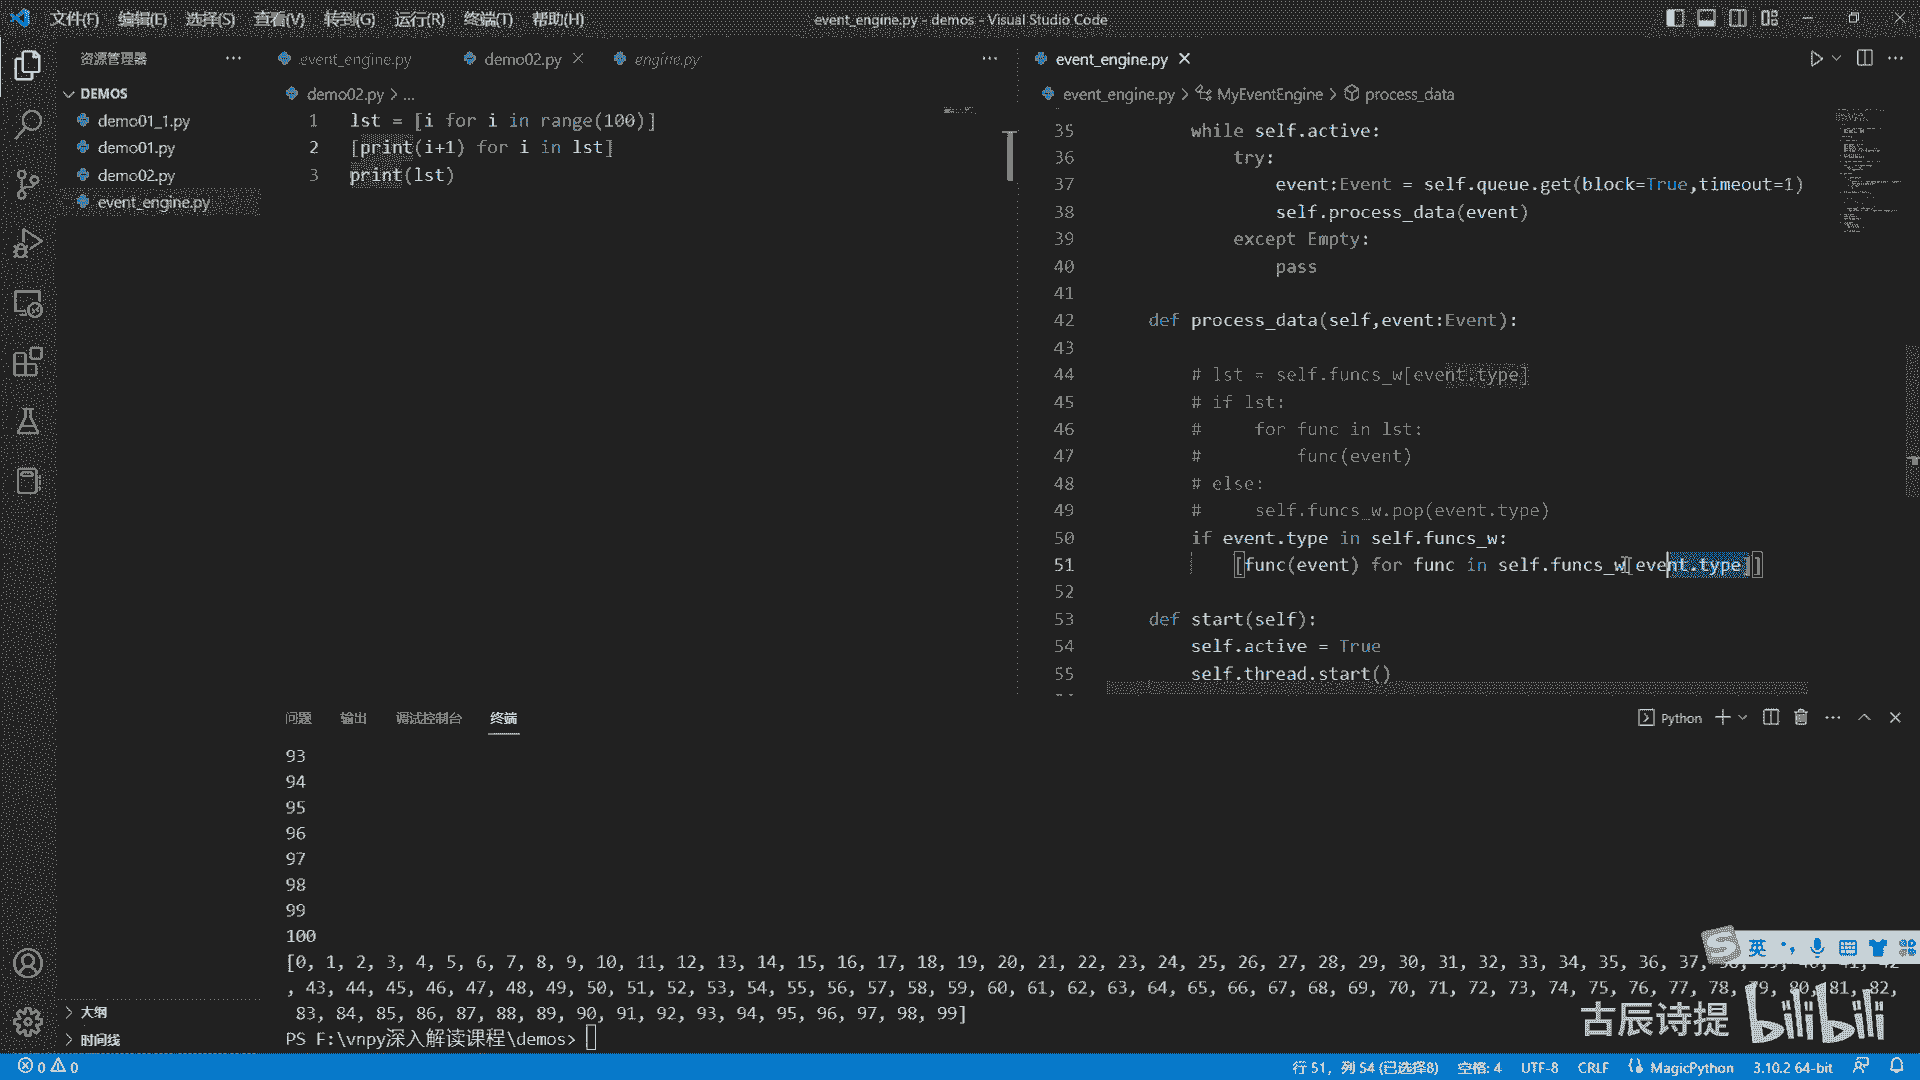 文件(F) 编辑(E) 选择(S) 查看(V) 转到(G) 运行(R) 终端(T) 帮助(H)
event_engine.py - demos - Visual Studio Code
资源管理器
DEMOS
demo01_1.py
demo01.py
demo02.py
event_engine.py
大纲
时间线
event_engine.py demo02.py engine.py
demo02.py > ...
1 lst = [i for i in range(100)]
2 [print(i+1) for i in lst]
3 print(lst)
event_engine.py
event_engine.py > MyEventEngine > process_data
35 while self.active:
36 try:
37 event:Event = self.queue.get(block=True,timeout=1)
38 self.process_data(event)
39 except Empty:
40 pass
41
42 def process_data(self,event:Event):
43
44 # lst = self.funcs_w[event.type]
45 # if lst:
46 # for func in lst:
47 # func(event)
48 # else:
49 # self.funcs_w.pop(event.type)
50 if event.type in self.funcs_w:
51 [func(event) for func in self.funcs_w[event.type]]
52
53 def start(self):
54 self.active = True
55 self.thread.start()
问题 输出 调试控制台 终端
Python
93
94
95
96
97
98
99
100
[0, 1, 2, 3, 4, 5, 6, 7, 8, 9, 10, 11, 12, 13, 14, 15, 16, 17, 18, 19, 20, 21, 22, 23, 24, 25, 26, 27, 28, 29, 30, 31, 32, 33, 34, 35, 36, 37, 38, 39, 40, 41, 42
, 43, 44, 45, 46, 47, 48, 49, 50, 51, 52, 53, 54, 55, 56, 57, 58, 59, 60, 61, 62, 63, 64, 65, 66, 67, 68, 69, 70, 71, 72, 73, 74, 75, 76, 77, 78, 79, 80, 81, 82,
83, 84, 85, 86, 87, 88, 89, 90, 91, 92, 93, 94, 95, 96, 97, 98, 99]
PS F:\vnpy深入解读课程\demos>
英
古辰诗提 bilibili
0 0
行 51，列 54 (已选择8) 空格: 4 UTF-8 CRLF MagicPython 3.10.2 64-bit